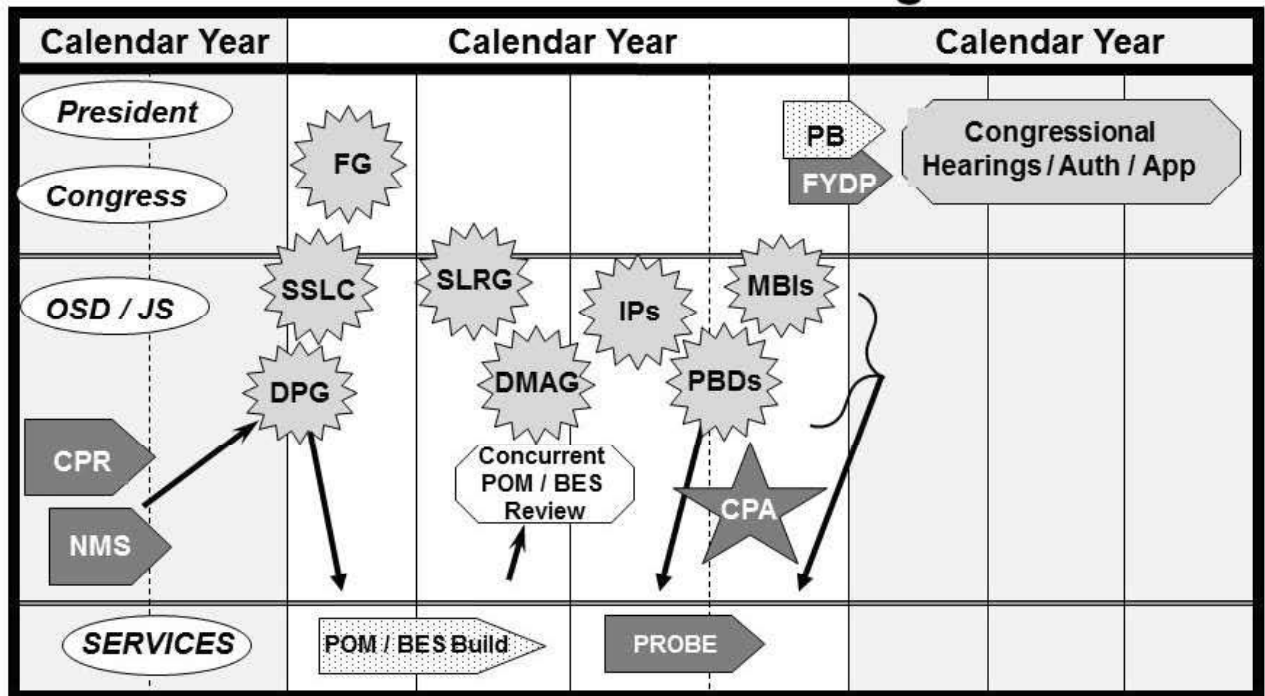 Calendar Year
Calendar Year
Calendar Year
President
Congress
FG
PB
FYDP
Congressional
Hearings / Auth / App
OSD / JS
SSLC
SLRG
IPs
MBIs
DPG
DMAG
PBDs
CPR
NMS
Concurrent
POM / BES
Review
CPA
SERVICES
POM / BES Build
PROBE